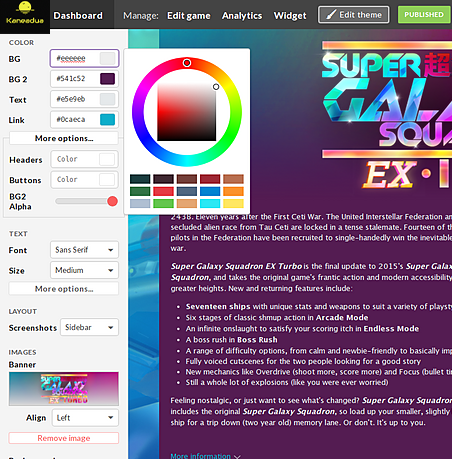 Kaneadus
Dashboard
Manage:
Edit game
Analytics
Widget
Edit theme
PUBLISHED
COLOR
BG
#eeeeee
BG 2
#541c52
Text
#e5e9eb
Link
#0caeca
More options...
Headers
Color
Buttons
Color
BG2
Alpha
TEXT
Font
Sans Serif
Size
Medium
More options...
LAYOUT
Screenshots
Sidebar
IMAGES
Banner
Align
Left
Remove image
SUPER超
SQUA
EX・
2438. Eleven years after the First Ceti War. The United Interstellar Federation an
secluded alien race from Tau Ceti are locked in a tense stalemate. Fourteen of th
pilots in the Federation have been recruited to single-handedly win the inevitable
war.
Super Galaxy Squadron EX Turbo is the final update to 2015's Super Galaxy
Squadron, and takes the original game's frantic action and modern accessibility
greater heights. New and returning features include:
• Seventeen ships with unique stats and weapons to suit a variety of playsty
• Six stages of classic shmup action in Arcade Mode
• An infinite onslaught to satisfy your scoring itch in Endless Mode
• A boss rush in Boss Rush
• A range of difficulty options, from calm and newbie-friendly to basically imp
• Fully voiced cutscenes for the two people looking for a good story
• New mechanics like Overdrive (shoot more, score more) and Focus (bullet tim
• Still a whole lot of explosions (like you were ever worried)
Feeling nostalgic, or just want to see what's changed? Super Galaxy Squadron E
includes the original Super Galaxy Squadron, so load up your smaller, slightly
ship for a trip down (two year old) memory lane. Or don't. It's up to you.
More information